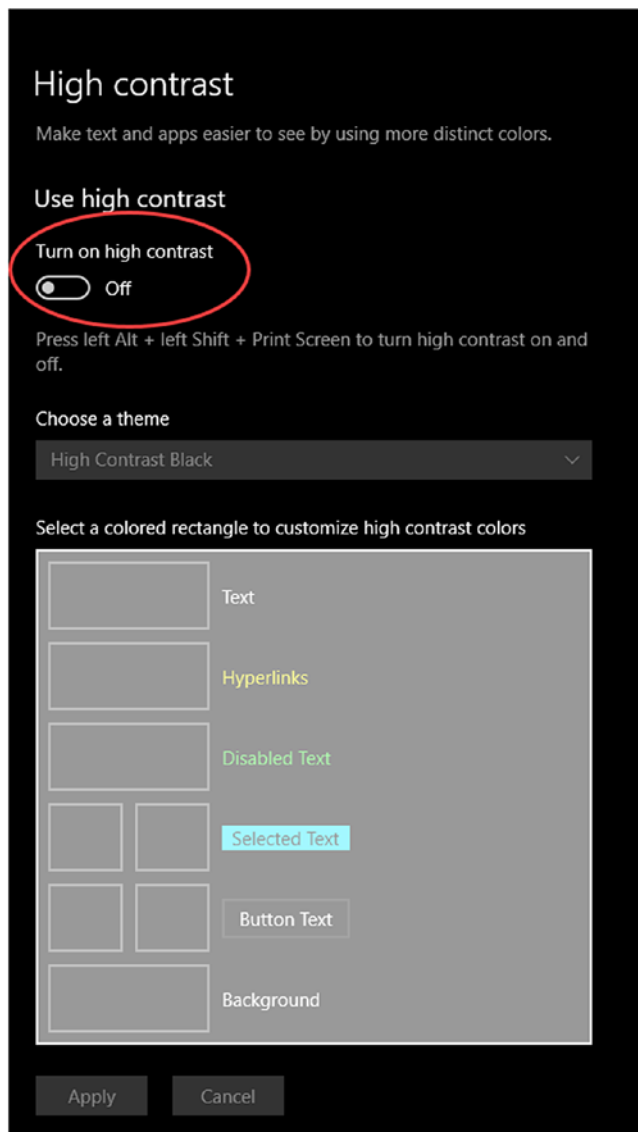 High contrast
Make text and apps easier to see by using more distinct colors.
Use high contrast
Turn on high contrast
Off
Press left Alt + left Shift + Print Screen to turn high contrast on and
off.
Choose a theme
High Contrast Black
Select a colored rectangle to customize high contrast colors
Text
Hyperlinks
Disabled Text
Selected Text
Button Text
Background
Apply Cancel